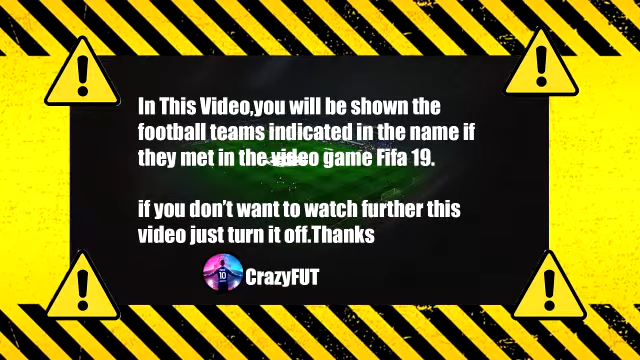 In This Video,you will be shown the
football teams indicated in the name if
they met in the video game Fifa 19.
if you don't want to watch further this
video just turn it off.Thanks
10
CrazyFUT